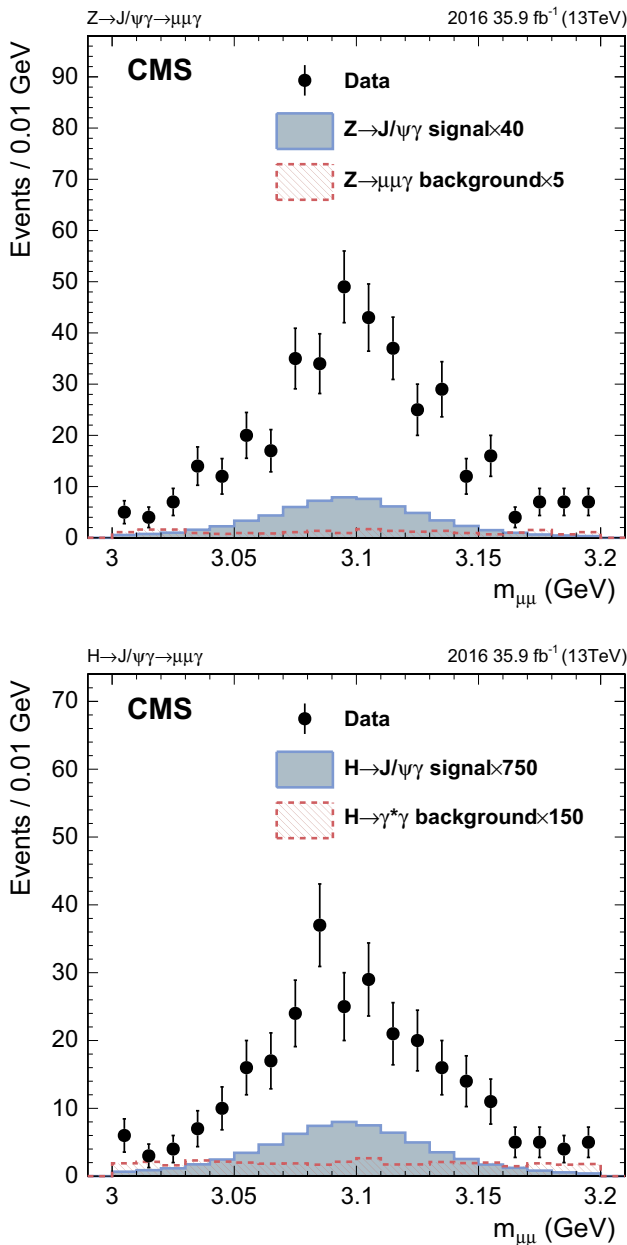 Z→J/ψγ→μμγ 2016 35.9 fb⁻¹ (13TeV)
CMS
Data
Z→J/ψγ signal×40
Z→μμγ background×5
Events / 0.01 GeV
90
80
70
60
50
40
30
20
10
0
3 3.05 3.1 3.15 3.2
m_μμ (GeV)
H→J/ψγ→μμγ 2016 35.9 fb⁻¹ (13TeV)
CMS
Data
H→J/ψγ signal×750
H→γ*γ background×150
Events / 0.01 GeV
70
60
50
40
30
20
10
0
3 3.05 3.1 3.15 3.2
m_μμ (GeV)